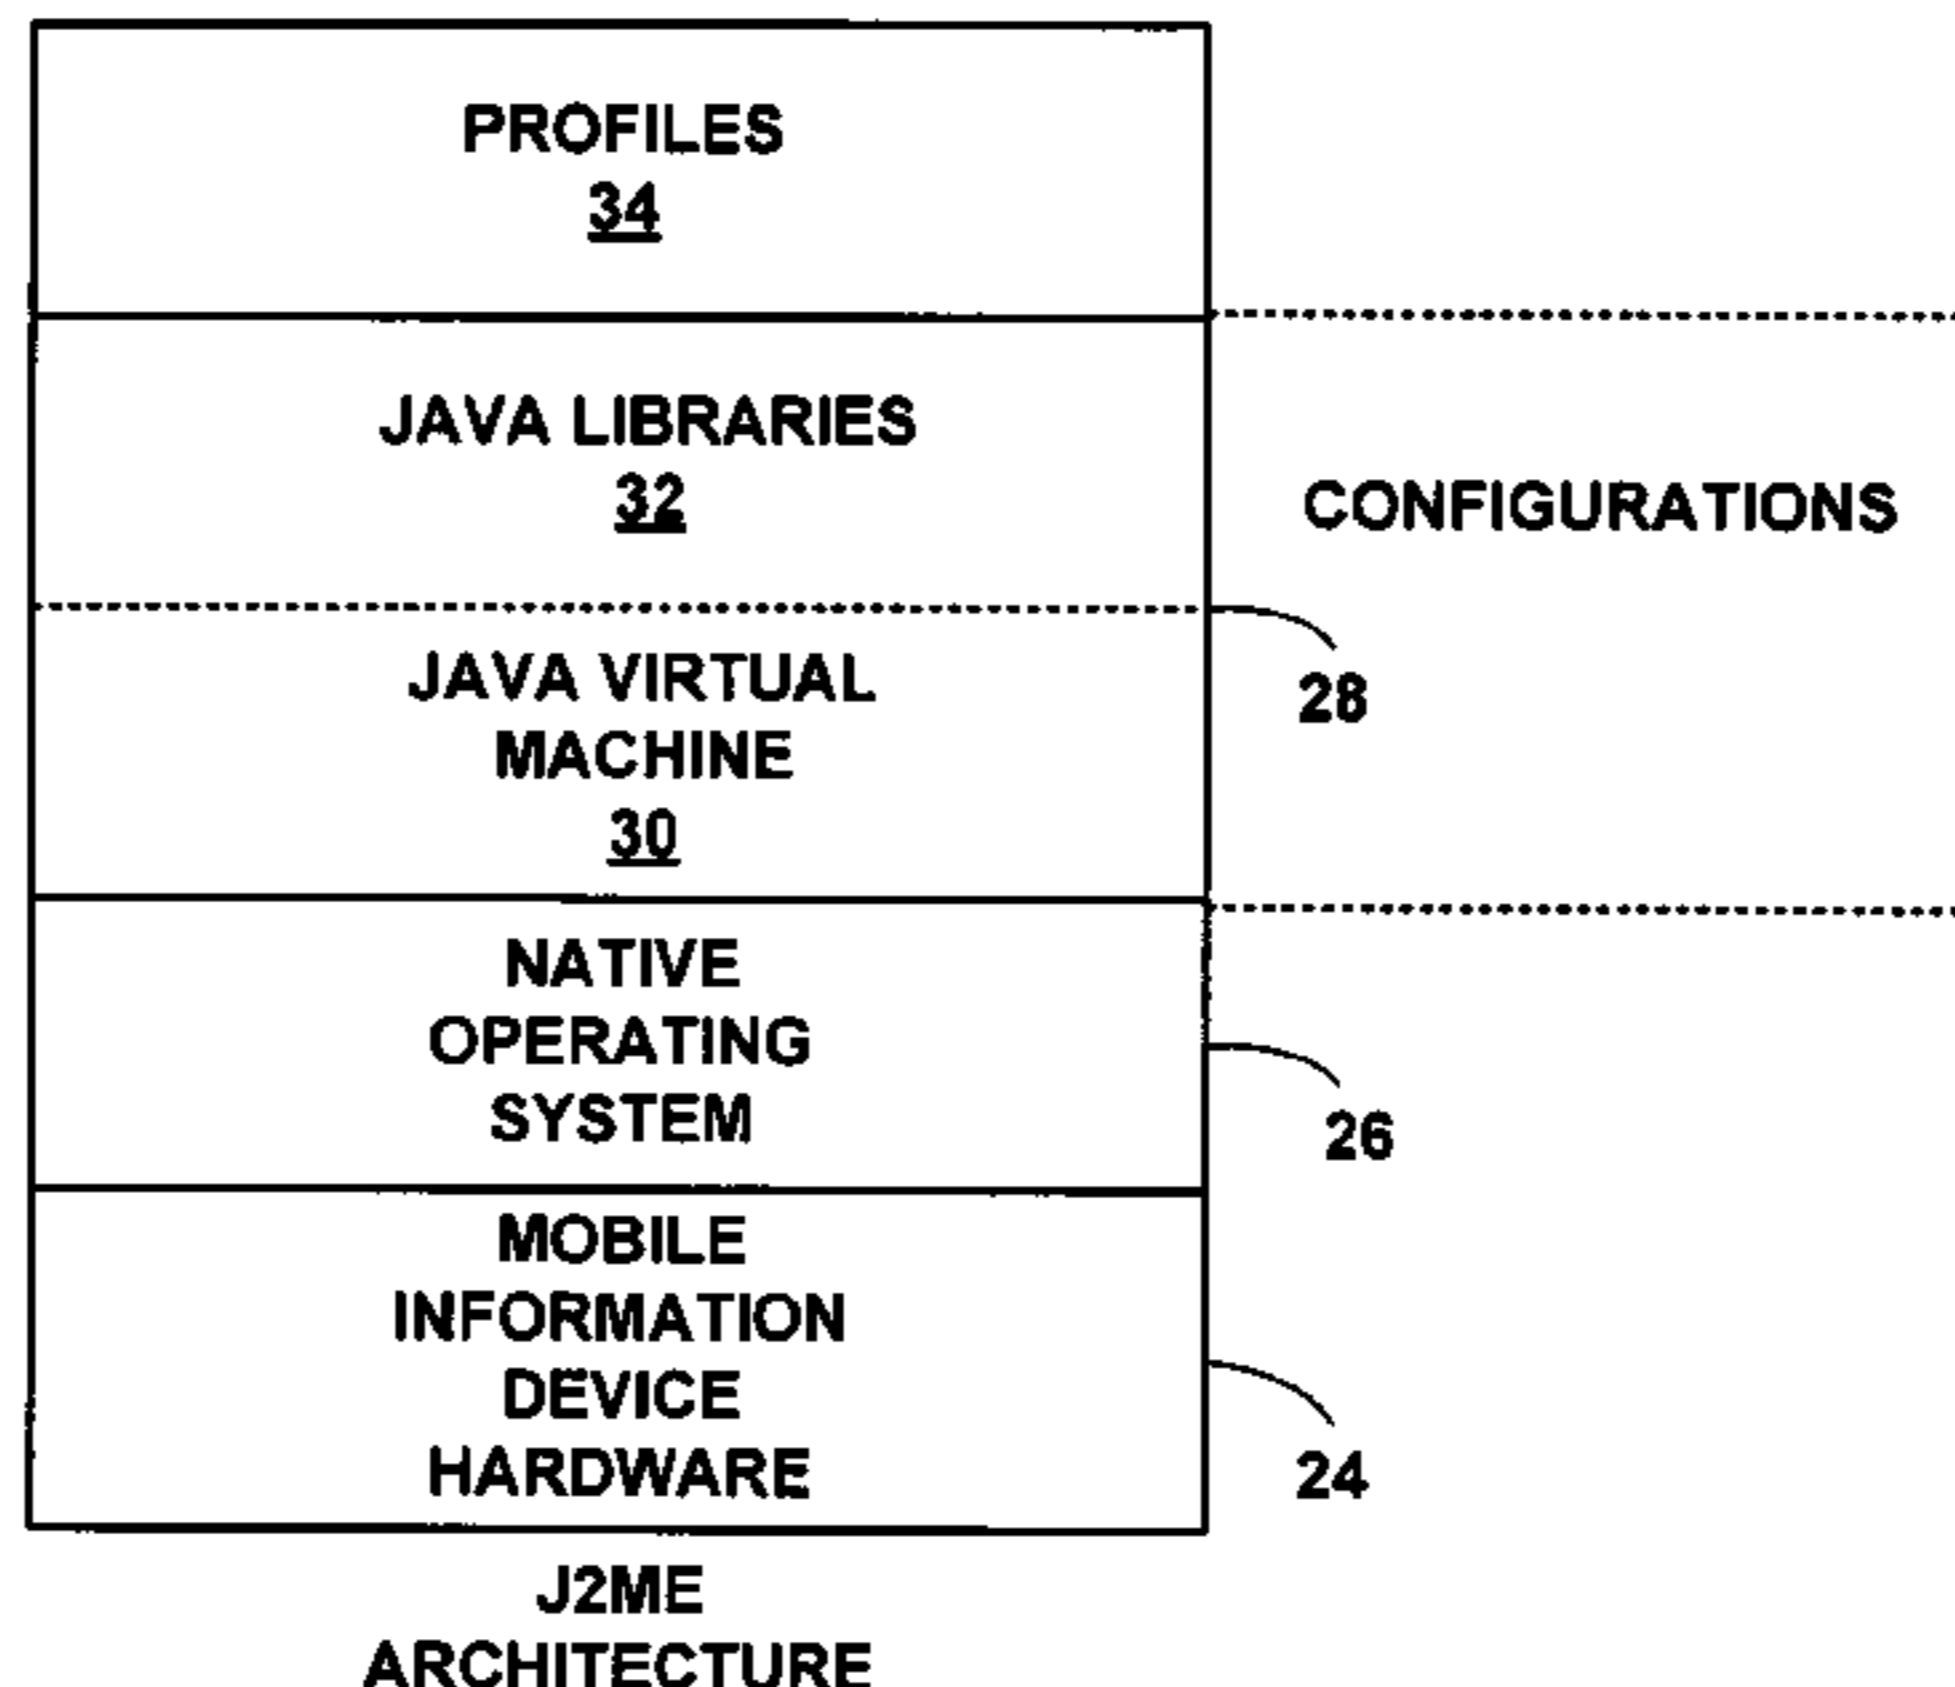 PROFILES
34
JAVA LIBRARIES
32
CONFIGURATIONS
JAVA VIRTUAL
MACHINE
30
28
NATIVE
OPERATING
SYSTEM
26
MOBILE
INFORMATION
DEVICE
HARDWARE
24
J2ME
ARCHITECTURE